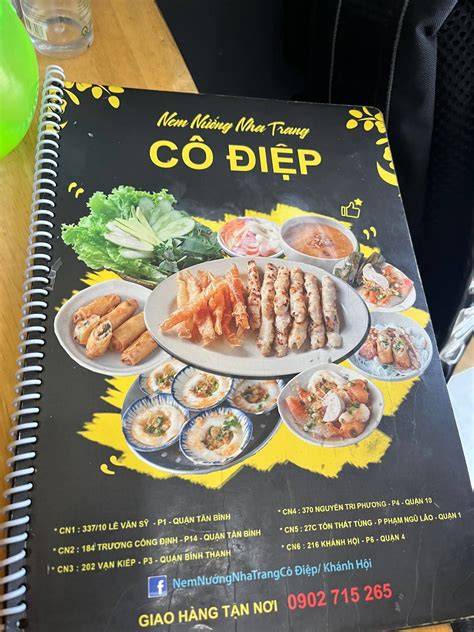 Nem Nướng Nha Trang
CÔ ĐIỆP
* CN1 : 337/10 LÊ VĂN SỸ - P1 - QUẬN TÂN BÌNH
* CN2 : 184 TRƯƠNG CÔNG ĐỊNH - P14 - QUẬN TÂN BÌNH
* CN3 : 202 VẠN KIẾP - P3 - QUẬN BÌNH THẠNH
* CN4 : 370 NGUYỄN TRI PHƯƠNG - P4 - QUẬN 10
* CN5 : 27C TÔN THẤT TÙNG - P PHẠM NGŨ LÃO - QUẬN 1
* CN6 : 216 KHÁNH HỘI - P6 - QUẬN 4
f NemNướngNhaTrangCô Điệp/ Khánh Hội
GIAO HÀNG TẬN NƠI 0902 715 265